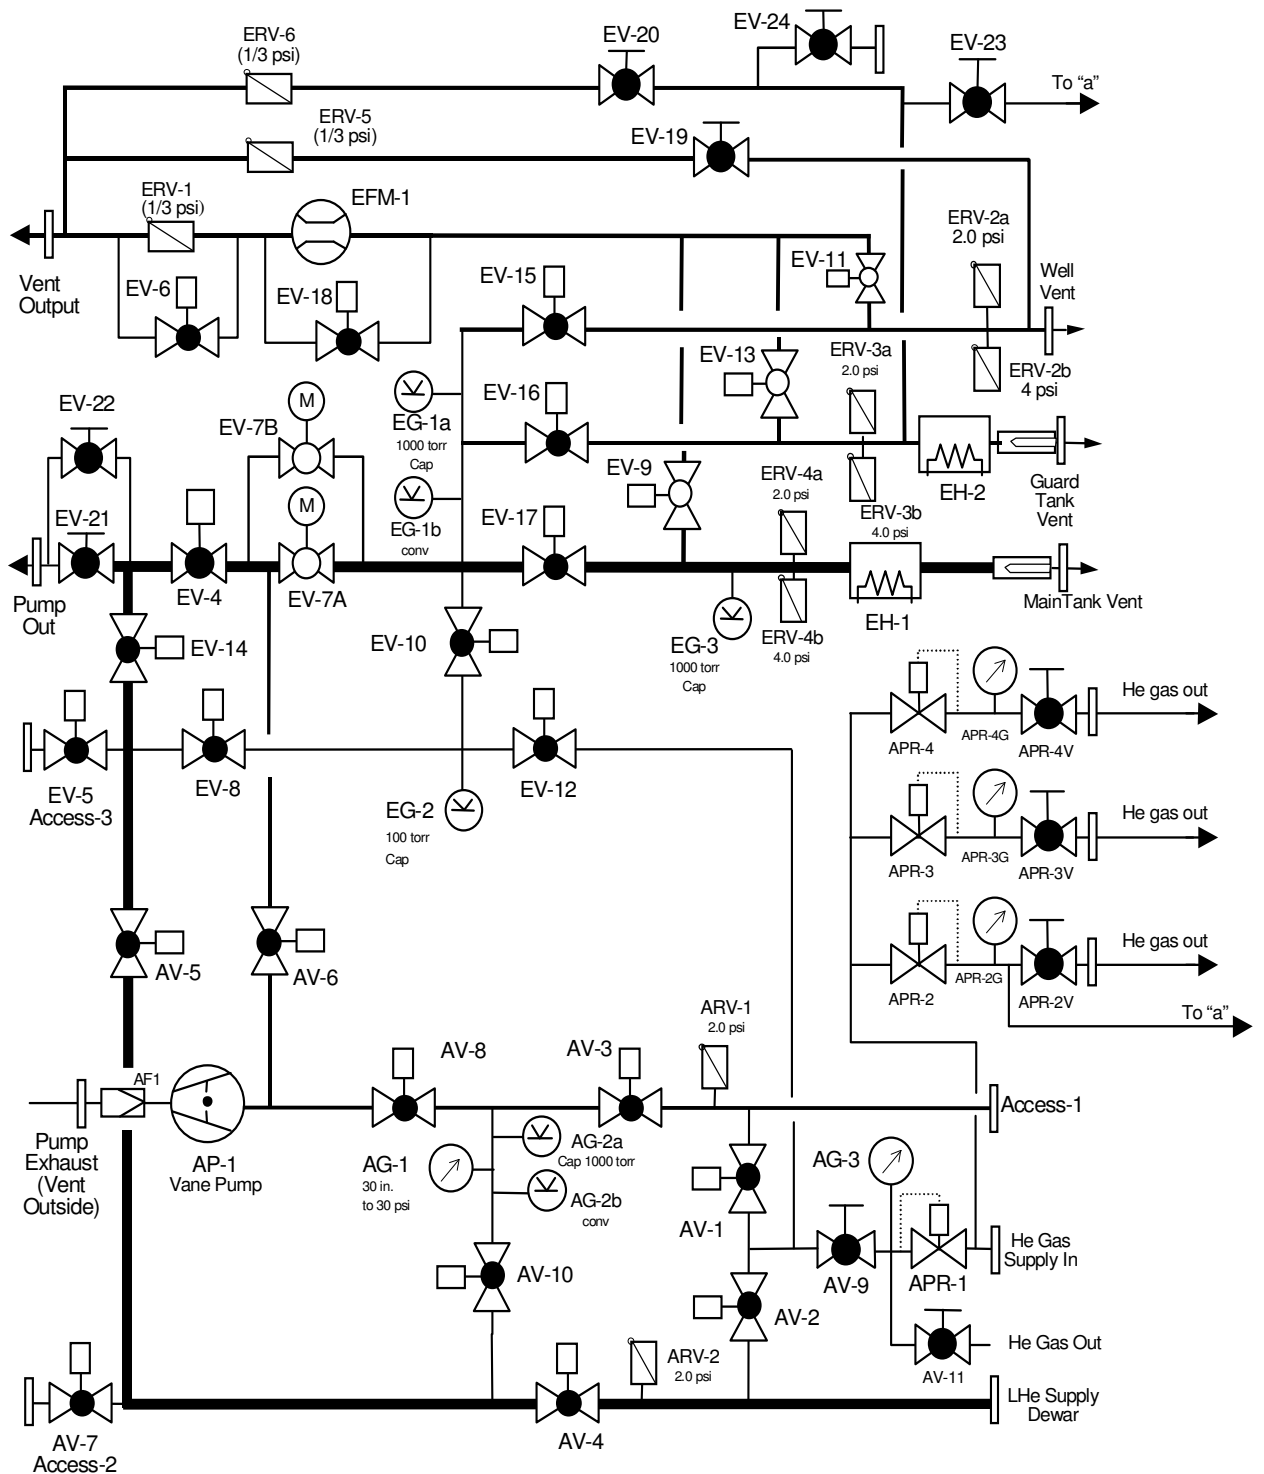 EV-24
ERV-6
(1/3 psi)
EV-20
EV-23
To “a”
ERV-5
(1/3 psi)
EV-19
ERV-1
(1/3 psi)
EFM-1
ERV-2a
2.0 psi
Vent
Output
EV-6
EV-18
EV-15
EV-11
Well
Vent
EV-13
ERV-3a
2.0 psi
ERV-2b
4 psi
EV-22
M
EV-7B
EG-1a
1000 torr
Cap
EV-16
EV-9
ERV-4a
2.0 psi
EH-2
Guard
Tank
Vent
EV-21
M
EG-1b
conv
EV-17
ERV-3b
4.0 psi
Pump
Out
EV-4
EV-7A
EV-14
EV-10
EG-3
1000 torr
Cap
ERV-4b
4.0 psi
EH-1
MainTank Vent
He gas out
APR-4
APR-4G
APR-4V
EV-5
Access-3
EV-8
EG-2
100 torr
Cap
EV-12
He gas out
APR-3
APR-3G
APR-3V
He gas out
APR-2
APR-2G
APR-2V
To “a”
AV-5
AV-6
ARV-1
2.0 psi
AV-8
AV-3
AF1
Access-1
Pump
Exhaust
(Vent
Outside)
AP-1
Vane Pump
AG-1
30 in.
to 30 psi
AG-2a
Cap 1000 torr
AG-2b
conv
AG-3
AV-1
He Gas
Supply In
AV-10
AV-9
APR-1
AV-2
He Gas Out
AV-11
ARV-2
2.0 psi
LHe Supply
Dewar
AV-7
Access-2
AV-4